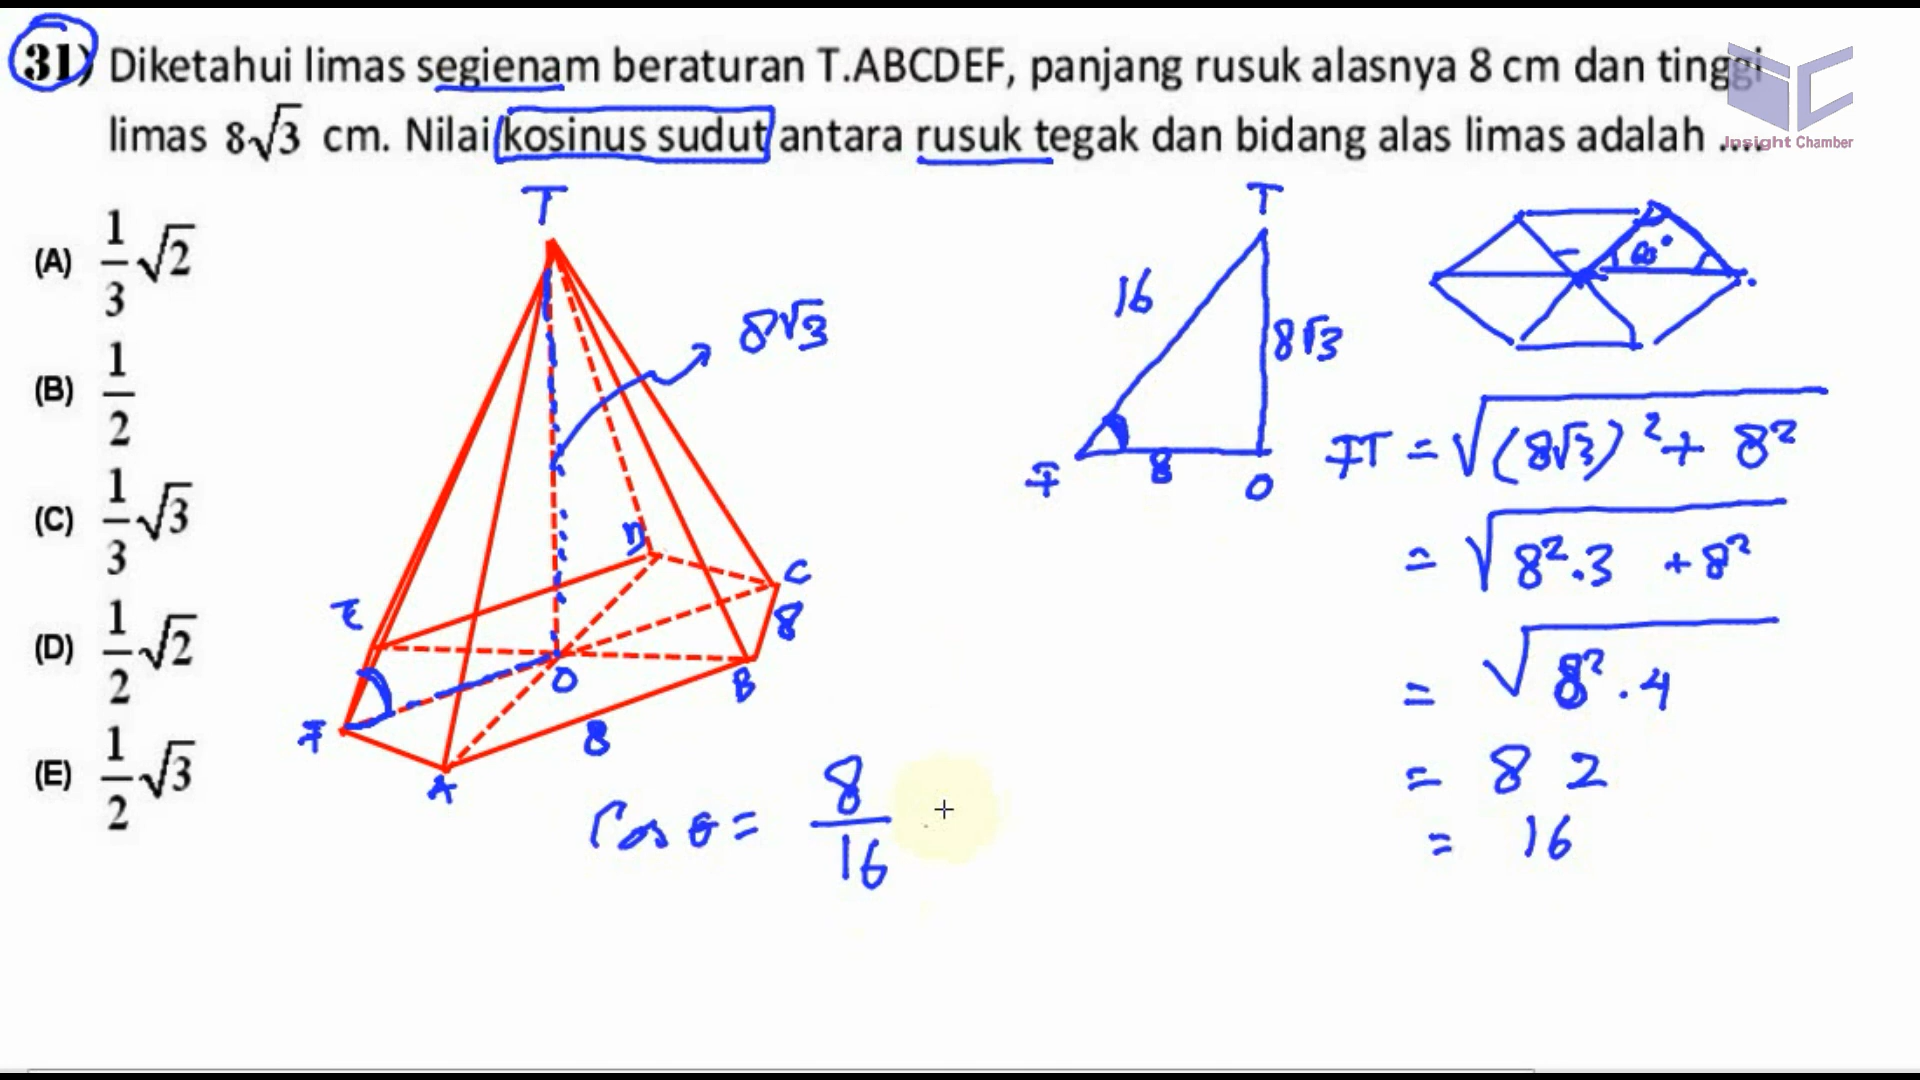 31) Diketahui limas segienam beraturan T.ABCDEF, panjang rusuk alasnya 8 cm dan tinggi
limas 8√3 cm. Nilai kosinus sudut antara rusuk tegak dan bidang alas limas adalah ....
Insight Chamber
(A) 1/3 √2
(B) 1/2
(C) 1/3 √3
(D) 1/2 √2
(E) 1/2 √3
T
8√3
D
C
8
E
O
B
F
8
A
Cos θ = 8/16
T
16
8√3
F
8
O
60°
FT = √(8√3)² + 8²
= √8².3 + 8²
= √8².4
= 8 2
= 16